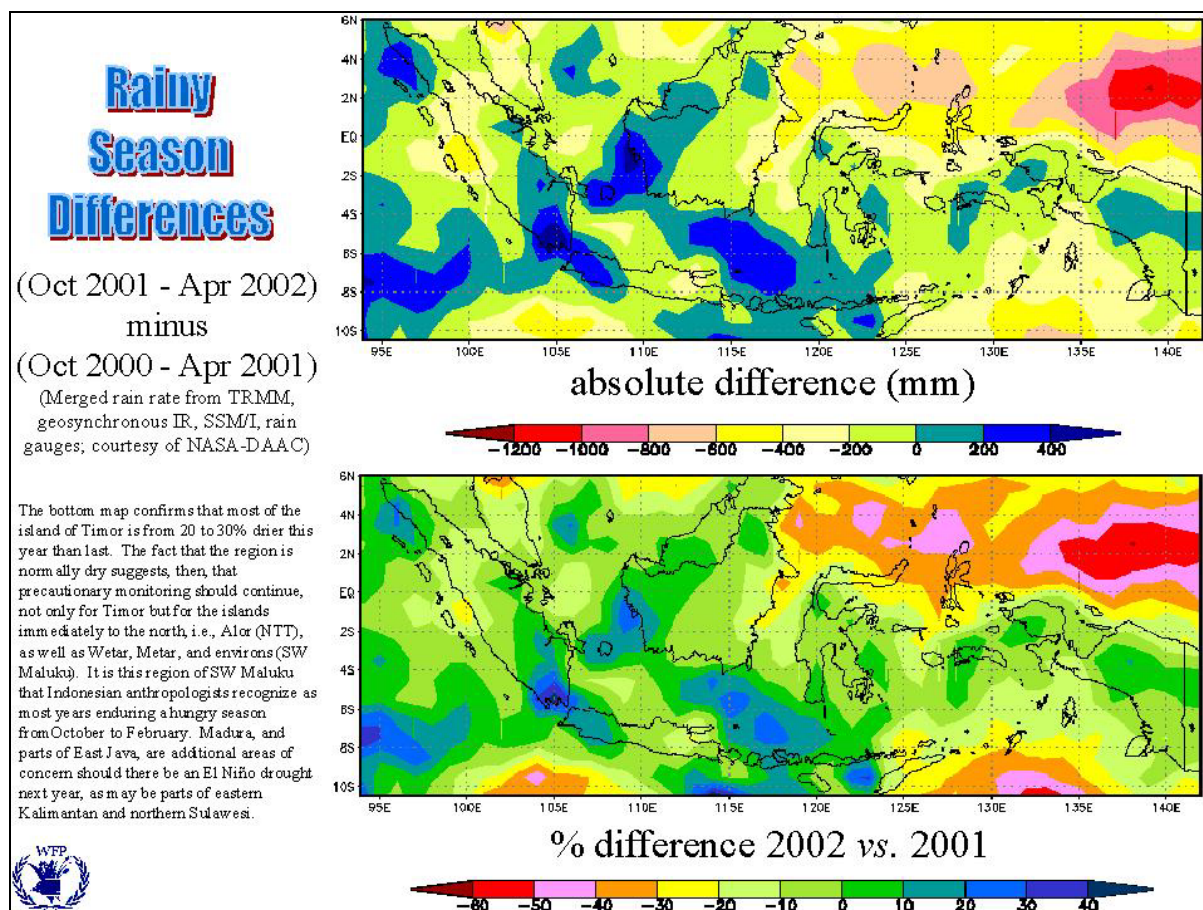 Rainy
Season
Differences
(Oct 2001 - Apr 2002)
minus
(Oct 2000 - Apr 2001)
(Merged rain rate from TRMM,
geosynchronous IR, SSM/I, rain
gauges; courtesy of NASA-DAAC)
The bottom map confirms that most of the
island of Timor is from 20 to 30% drier this
year than last. The fact that the region is
normally dry suggests, then, that
precautionary monitoring should continue,
not only for Timor but for the islands
immediately to the north, i.e., Alor (NTT),
as well as Wetar, Metar, and environs (SW
Maluku). It is this region of SW Maluku
that Indonesian anthropologists recognize as
most years enduring a hungry season
from October to February. Madura, and
parts of East Java, are additional areas of
concern should there be an El Niño drought
next year, as may be parts of eastern
Kalimantan and northern Sulawesi.
WFP
6N
4N
2N
EQ
2S
4S
6S
8S
10S
95E 100E 105E 110E 115E 120E 125E 130E 135E 140E
absolute difference (mm)
-1200 -1000 -800 -600 -400 -200 0 200 400
6N
4N
2N
EQ
2S
4S
6S
8S
10S
95E 100E 105E 110E 115E 120E 125E 130E 135E 140E
% difference 2002 vs. 2001
-60 -50 -40 -30 -20 -10 0 10 20 30 40